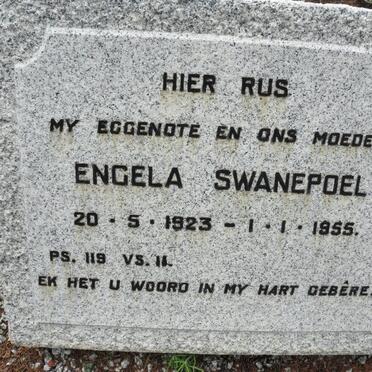 HIER RUS
MY EGGENOTE EN ONS MOEDE
ENGELA SWANEPOEL
20 · 5 · 1923 – 1 · 1 · 1955.
PS. 119 VS. 11.
EK HET U WOORD IN MY HART GEBÊRE.